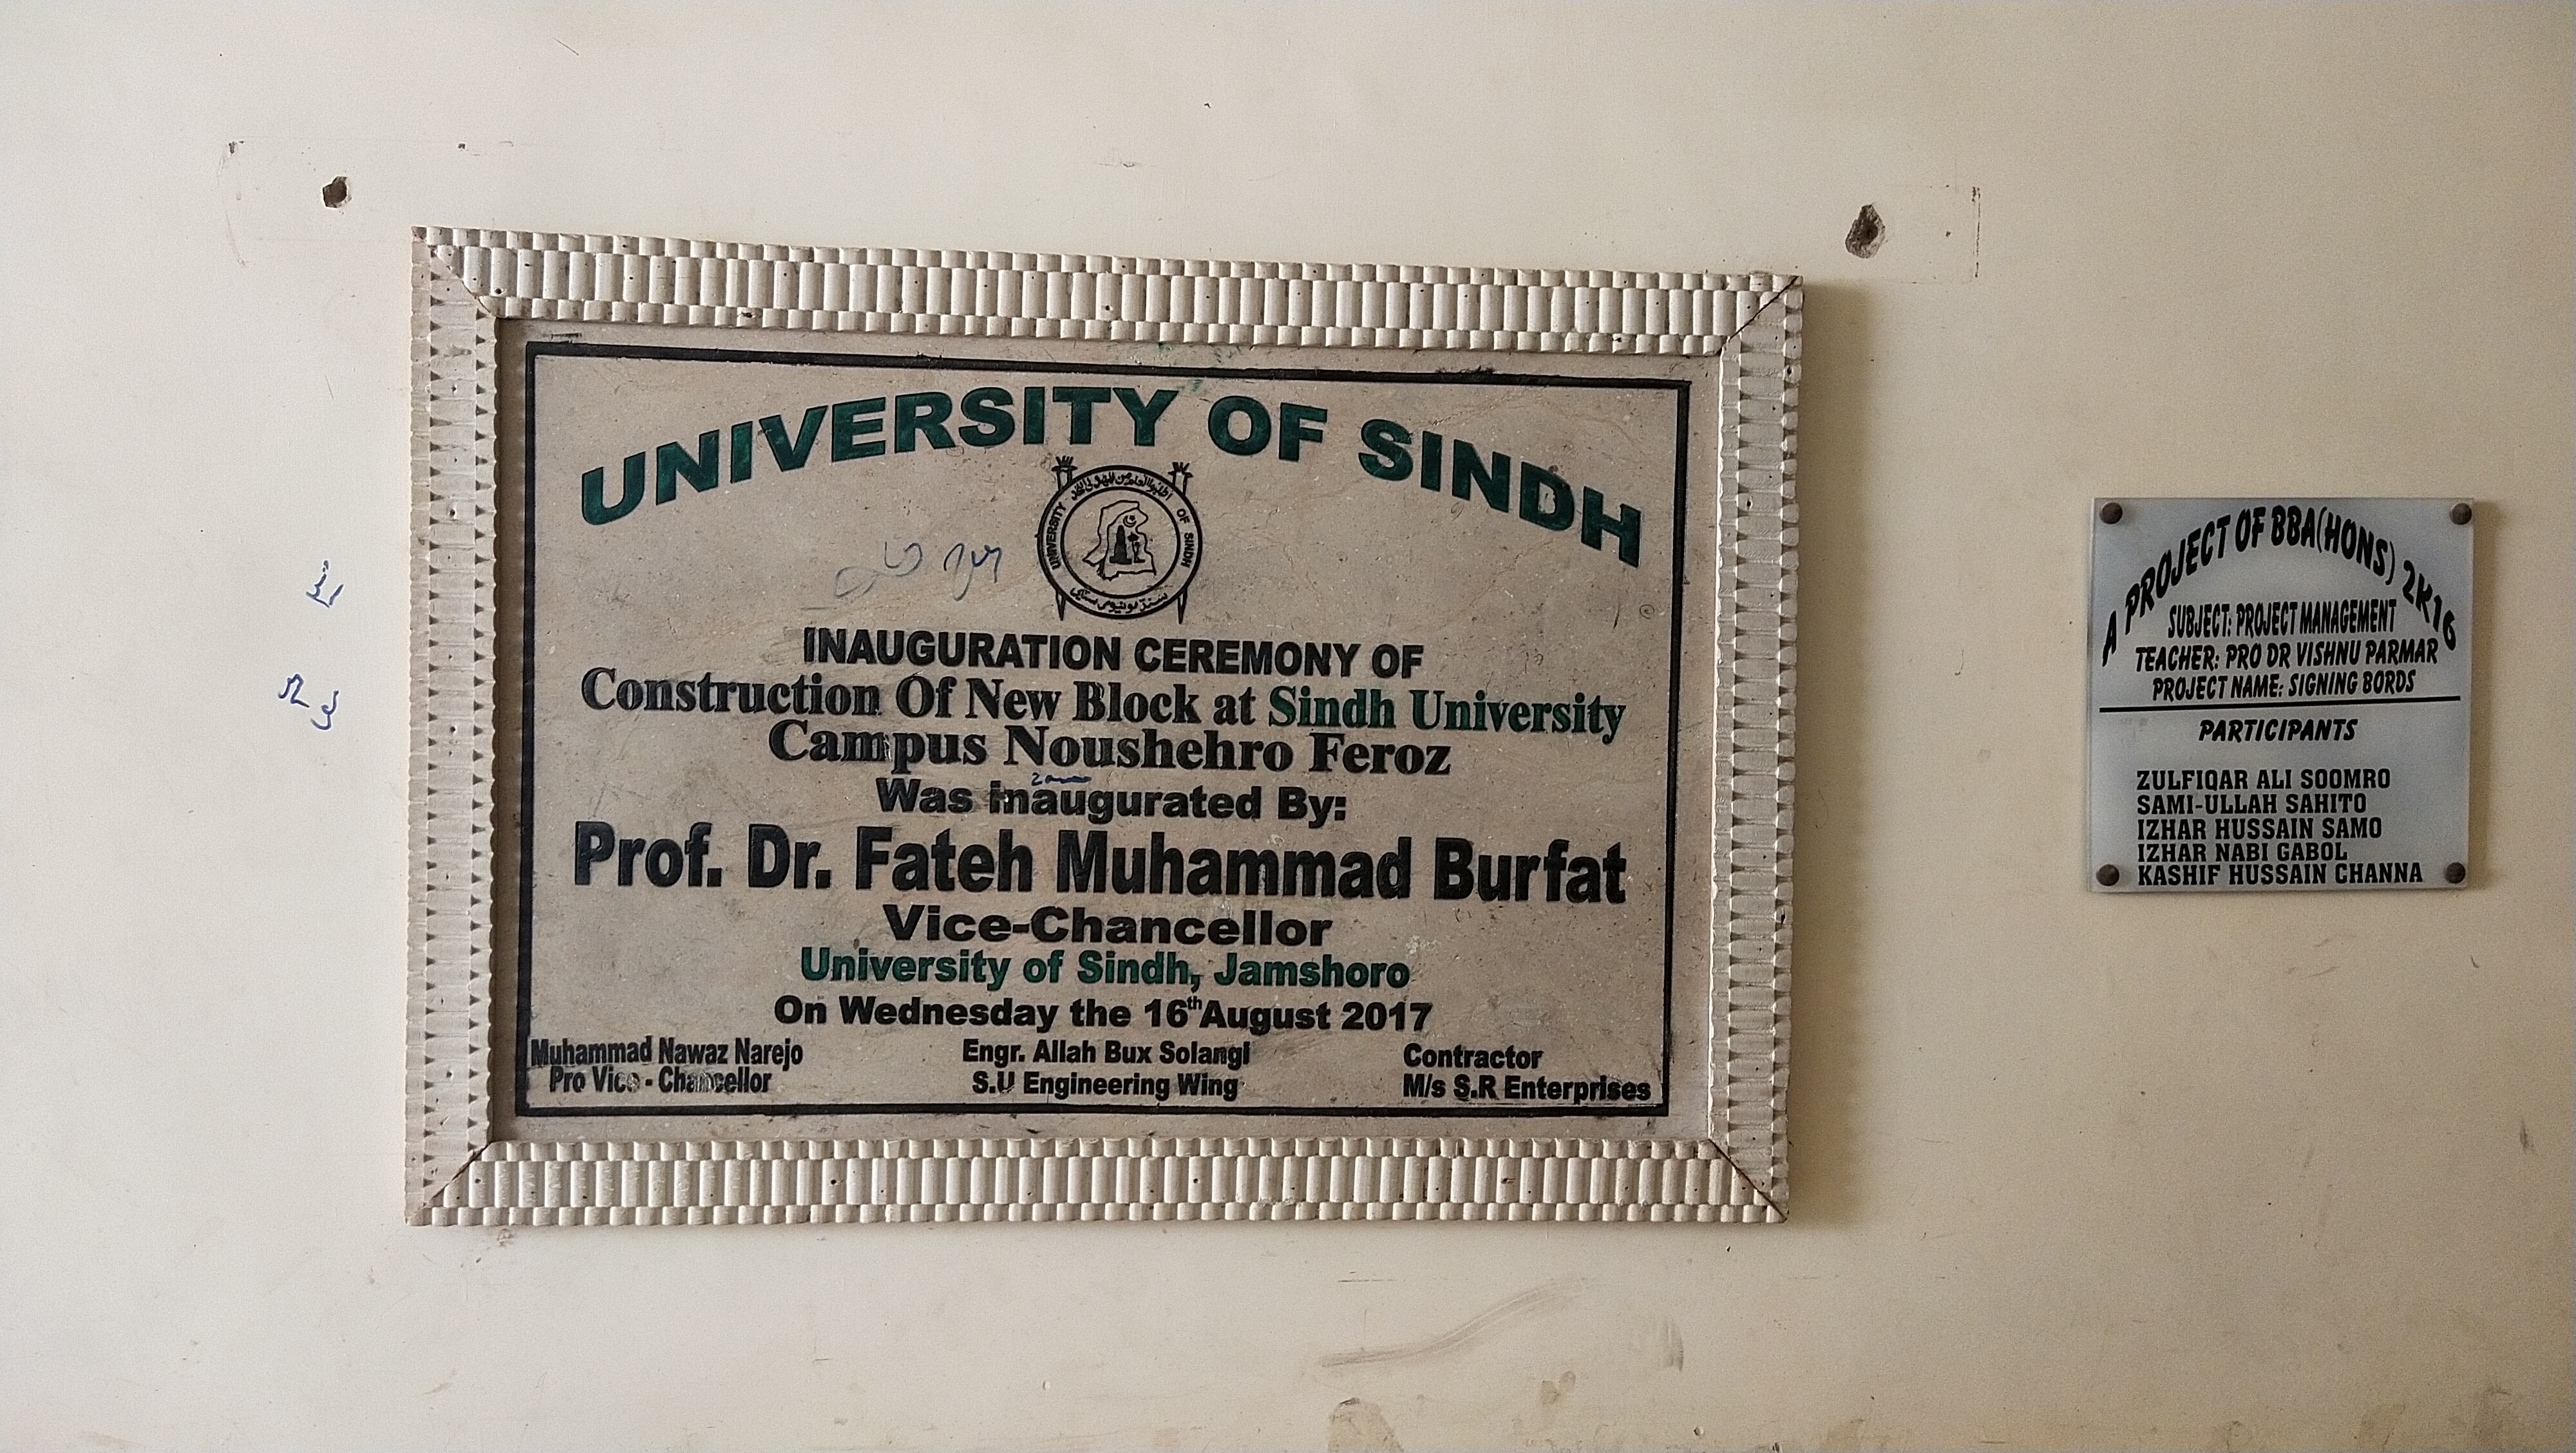 UNIVERSITY OF SINDH
UNIVERSITY OF SINDH
INAUGURATION CEREMONY OF
Construction Of New Block at Sindh University
Campus Noushehro Feroz
Was inaugurated By:
Prof. Dr. Fateh Muhammad Burfat
Vice-Chancellor
University of Sindh, Jamshoro
On Wednesday the 16th August 2017
Muhammad Nawaz Narejo
Pro Vice - Chancellor
Engr. Allah Bux Solangi
S.U Engineering Wing
Contractor
M/s S.R Enterprises
A PROJECT OF BBA(HONS) 2K16
SUBJECT: PROJECT MANAGEMENT
TEACHER: PRO DR VISHNU PARMAR
PROJECT NAME: SIGNING BORDS
PARTICIPANTS
ZULFIQAR ALI SOOMRO
SAMI-ULLAH SAHITO
IZHAR HUSSAIN SAMO
IZHAR NABI GABOL
KASHIF HUSSAIN CHANNA